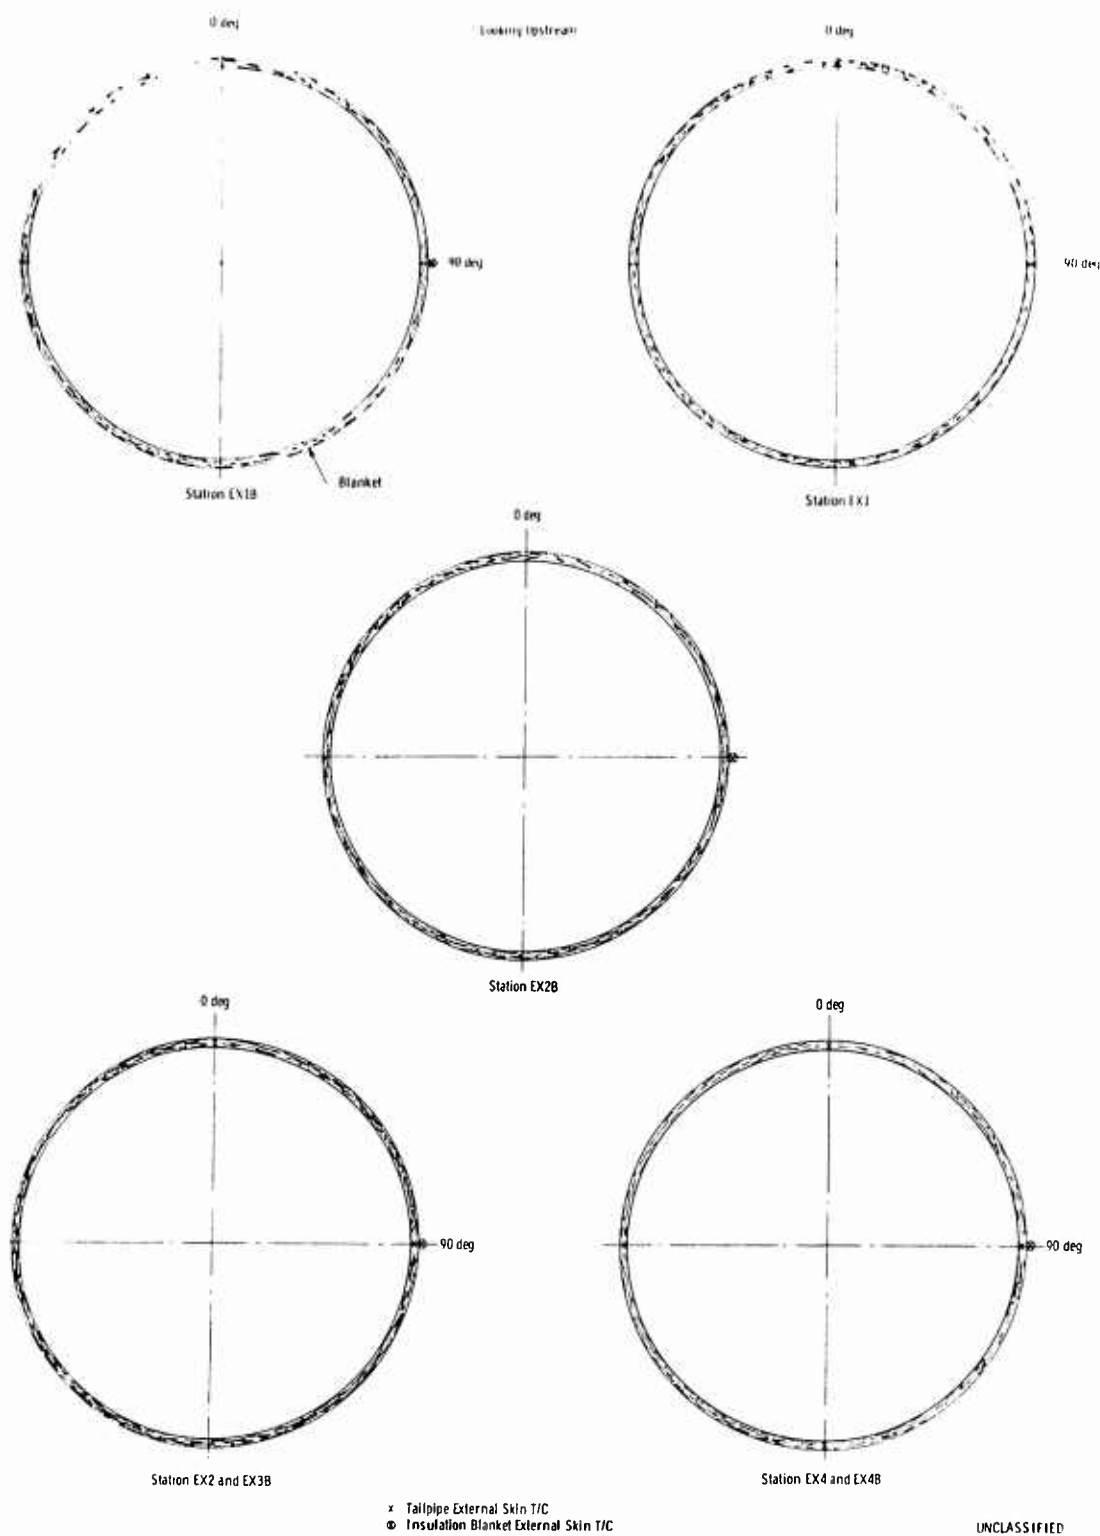 0 deg
Looking Upstream
0 deg
90 deg
90 deg
Blanket
Station EX1B
Station EX1
0 deg
Station EX2B
0 deg
0 deg
90 deg
90 deg
Station EX2 and EX3B
Station EX4 and EX4B
x Tailpipe External Skin T/C
⊗ Insulation Blanket External Skin T/C
UNCLASSIFIED